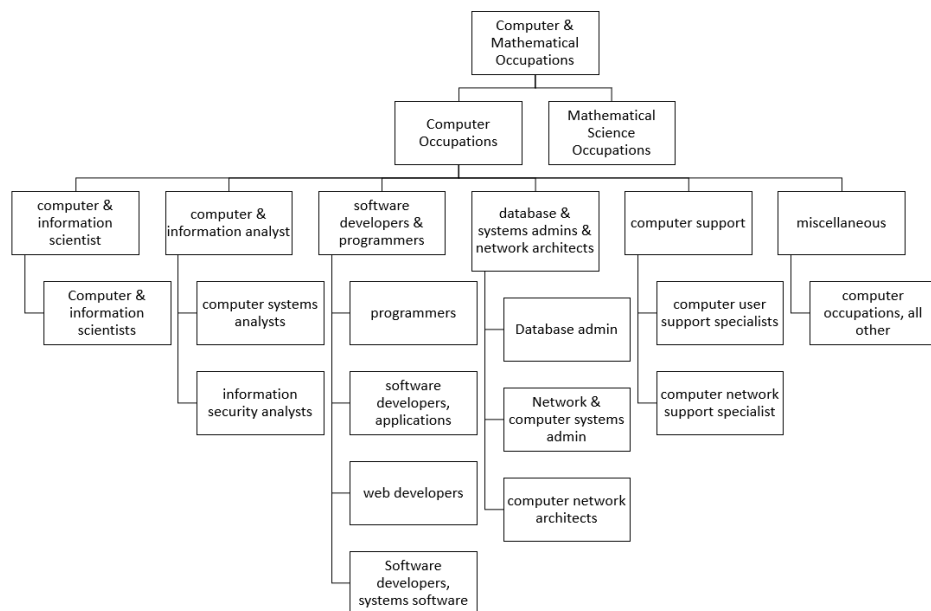 Computer &
Mathematical
Occupations
Computer
Occupations
Mathematical
Science
Occupations
computer &
information
scientist
computer &
information analyst
software
developers &
programmers
database &
systems admins &
network architects
computer support
miscellaneous
Computer &
information
scientists
computer systems
analysts
information
security analysts
programmers
software
developers,
applications
web developers
Software
developers,
systems software
Database admin
Network &
computer systems
admin
computer network
architects
computer user
support specialists
computer network
support specialist
computer
occupations, all
other